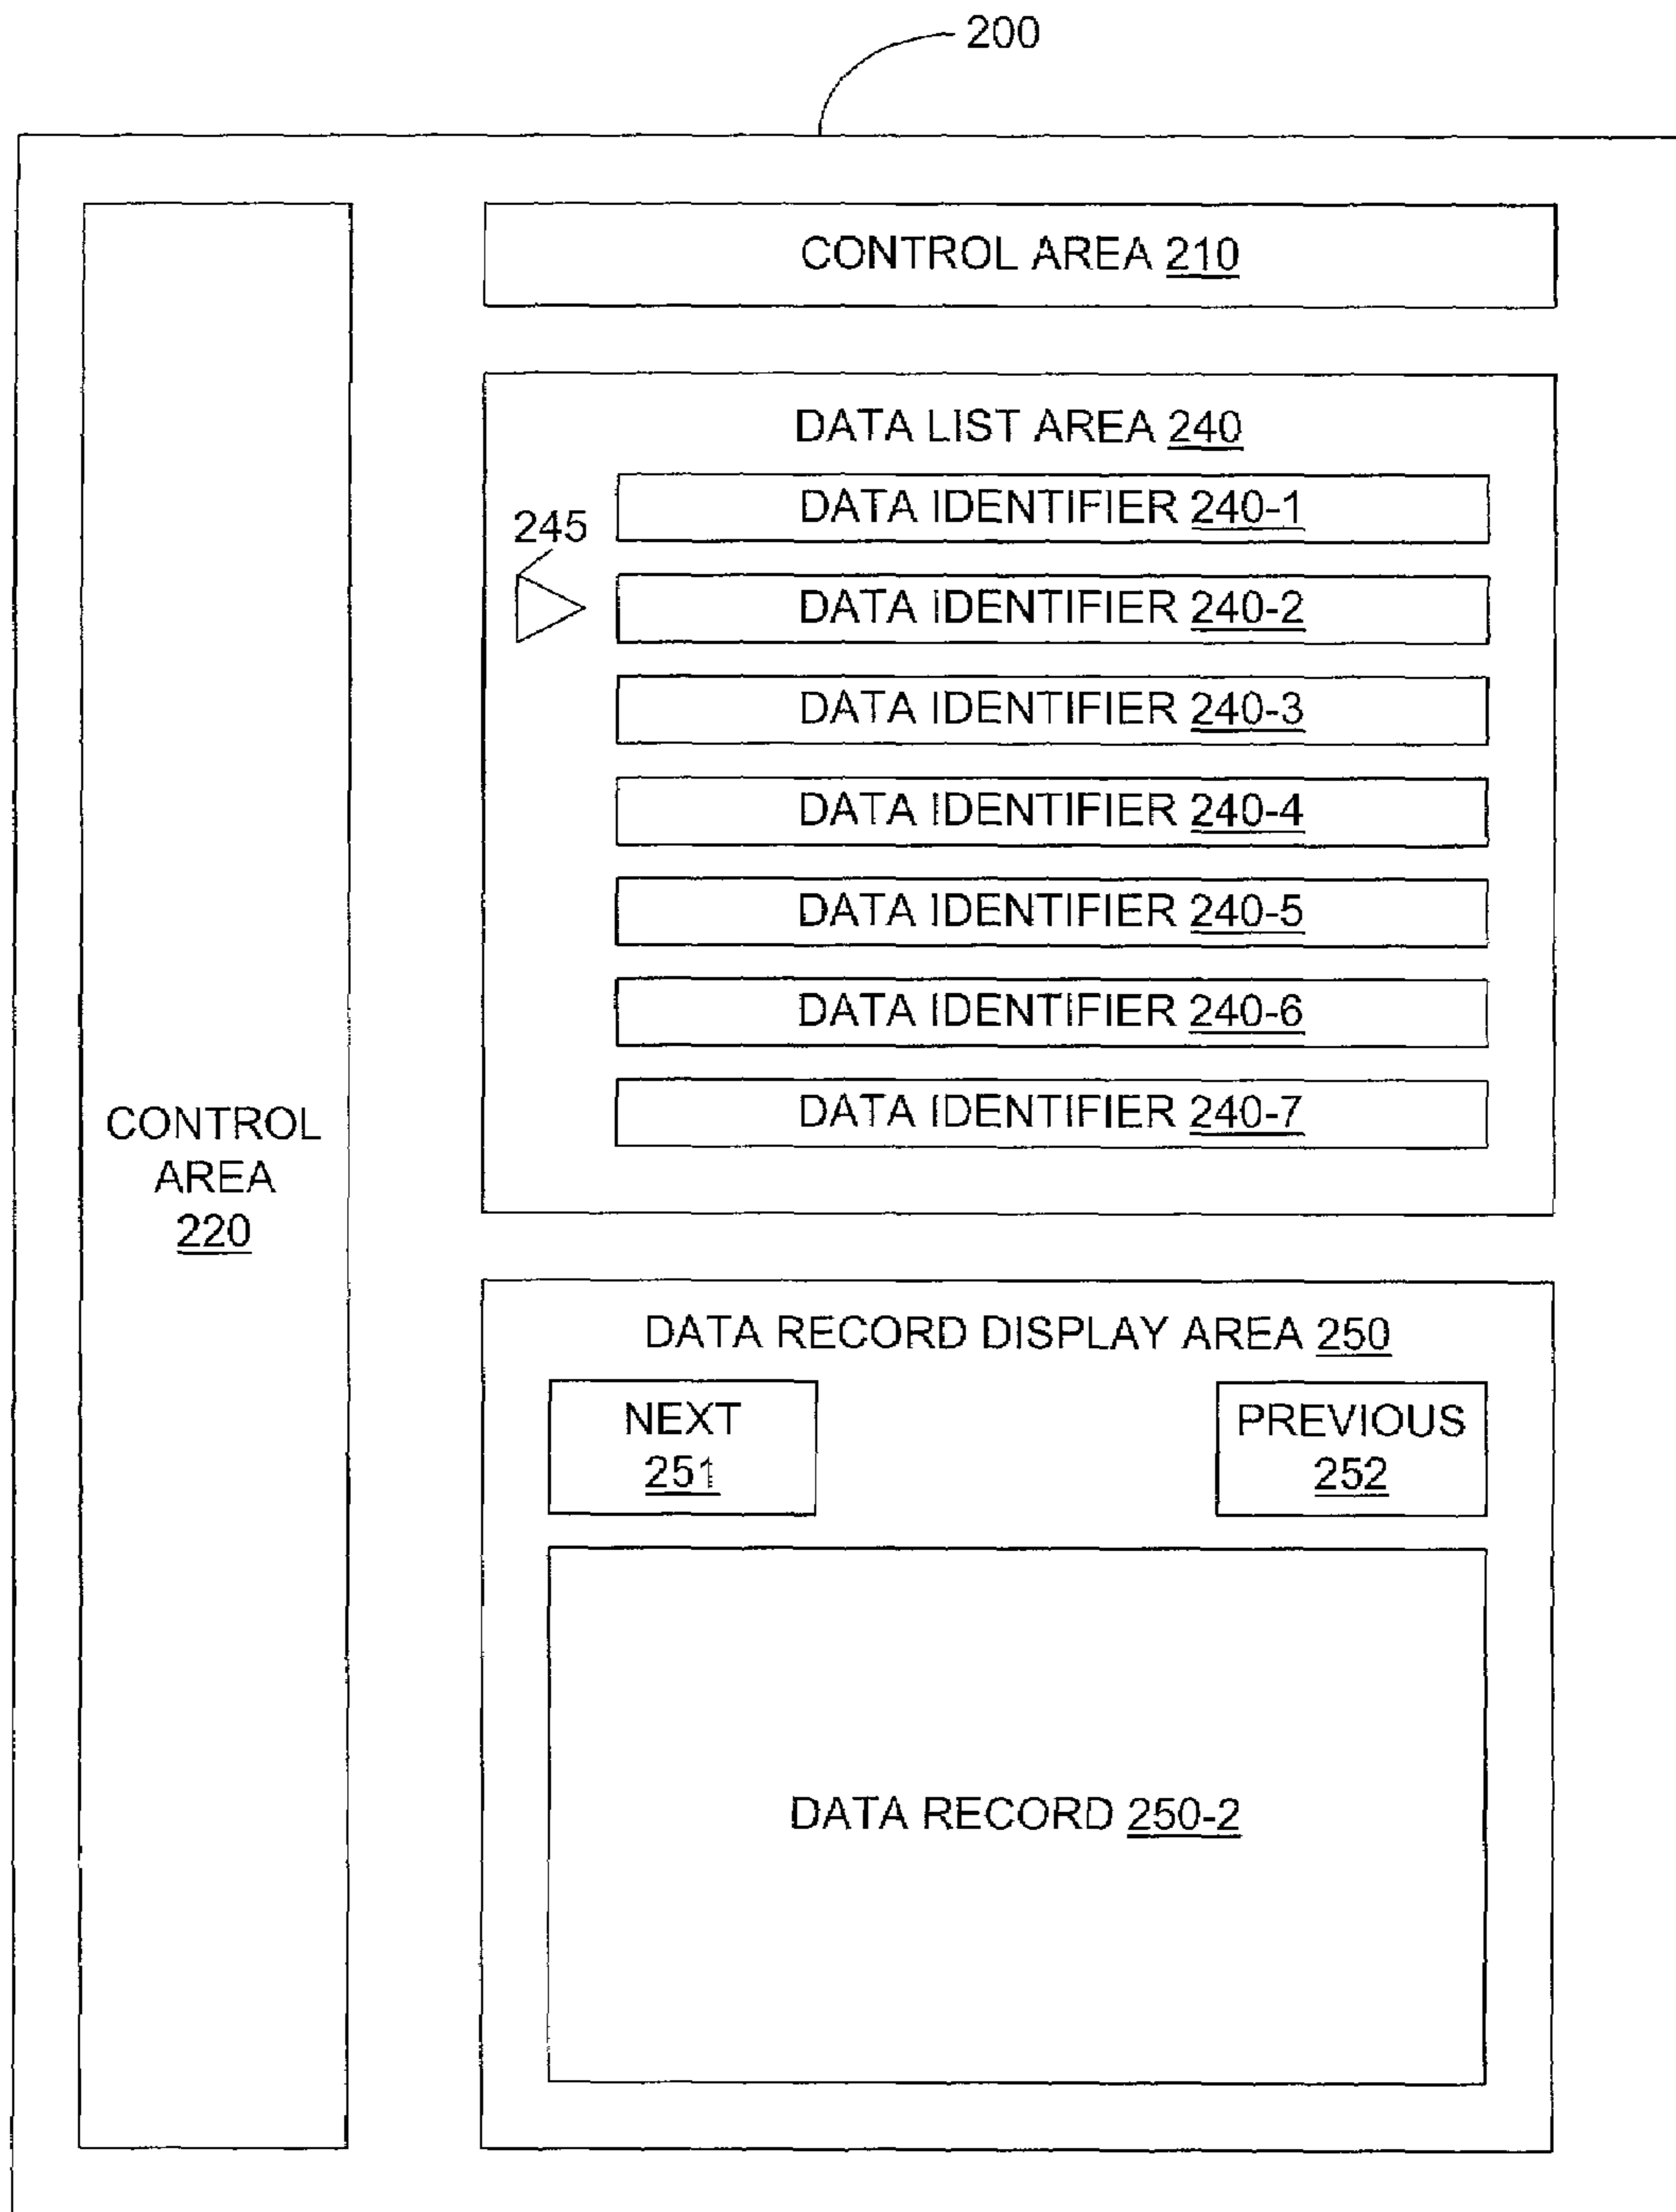 200
CONTROL AREA 210
DATA LIST AREA 240
DATA IDENTIFIER 240-1
245
DATA IDENTIFIER 240-2
DATA IDENTIFIER 240-3
DATA IDENTIFIER 240-4
DATA IDENTIFIER 240-5
DATA IDENTIFIER 240-6
DATA IDENTIFIER 240-7
CONTROL
AREA
220
DATA RECORD DISPLAY AREA 250
NEXT
251
PREVIOUS
252
DATA RECORD 250-2